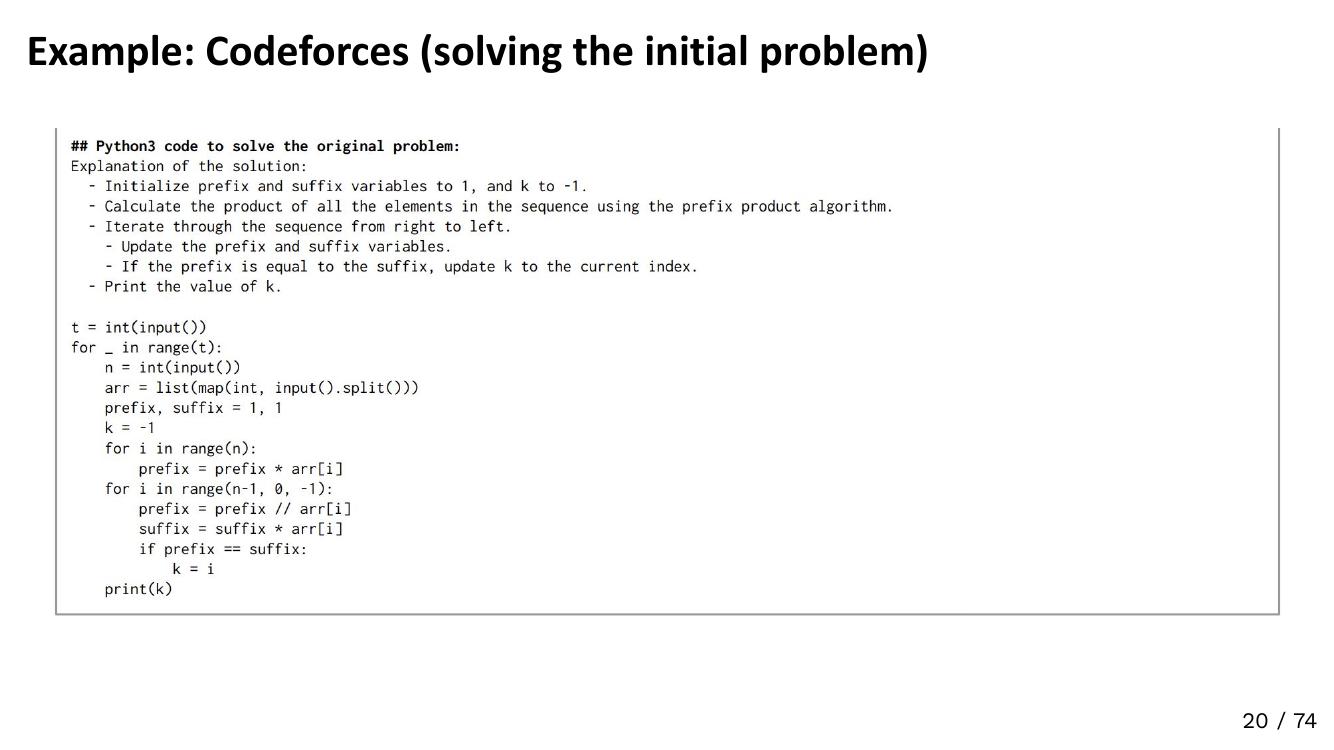 Example: Codeforces (solving the initial problem)
## Python3 code to solve the original problem:
Explanation of the solution:
  - Initialize prefix and suffix variables to 1, and k to -1.
  - Calculate the product of all the elements in the sequence using the prefix product algorithm.
  - Iterate through the sequence from right to left.
    - Update the prefix and suffix variables.
    - If the prefix is equal to the suffix, update k to the current index.
  - Print the value of k.
t = int(input())
for _ in range(t):
    n = int(input())
    arr = list(map(int, input().split()))
    prefix, suffix = 1, 1
    k = -1
    for i in range(n):
        prefix = prefix * arr[i]
    for i in range(n-1, 0, -1):
        prefix = prefix // arr[i]
        suffix = suffix * arr[i]
        if prefix == suffix:
            k = i
    print(k)
20 / 74